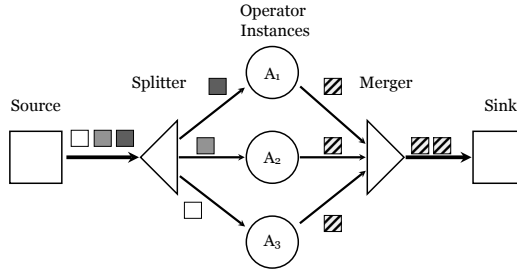 Operator
Instances
Splitter
Merger
Source
Sink
A1
A2
A3